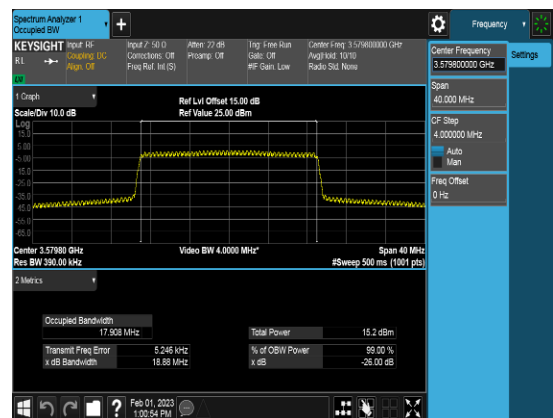 Spectrum Analyzer 1
Occupied BW
Frequency
KEYSIGHT
Input: RF
Coupling: DC
Align: Off
Input Z: 50 Ω
Corrections: Off
Freq Ref: Int (S)
Atten: 22 dB
Preamp: Off
Trig: Free Run
Gate: Off
#IF Gain: Low
Center Freq: 3.579800000 GHz
Avg|Hold: 10/10
Radio Std: None
R L
Center Frequency
3.579800000 GHz
Settings
Span
40.000 MHz
CF Step
4.000000 MHz
Auto
Man
Freq Offset
0 Hz
1 Graph
Scale/Div 10.0 dB
Ref Lvl Offset 15.00 dB
Ref Value 25.00 dBm
Log
15.0
5.00
-5.00
-15.0
-25.0
-35.0
-45.0
-55.0
-65.0
Center 3.57980 GHz
Res BW 390.00 kHz
Video BW 4.0000 MHz*
Span 40 MHz
#Sweep 500 ms (1001 pts)
2 Metrics
Occupied Bandwidth
17.908 MHz
Total Power
15.2 dBm
Transmit Freq Error
5.246 kHz
% of OBW Power
99.00 %
x dB Bandwidth
18.88 MHz
x dB
-26.00 dB
Feb 01, 2023
1:00:54 PM